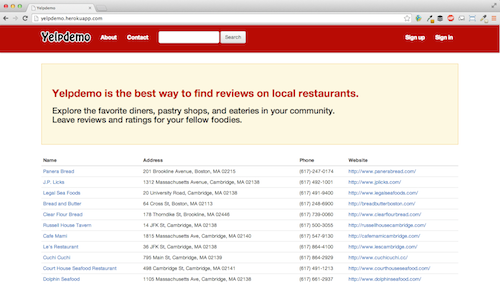 Yelpdemo
yelpdemo.herokuapp.com
Yelpdemo About Contact Search Sign up Sign in
Yelpdemo is the best way to find reviews on local restaurants.
Explore the favorite diners, pastry shops, and eateries in your community.
Leave reviews and ratings for your fellow foodies.
Name Address Phone Website
Panera Bread 201 Brookline Avenue, Boston, MA 02215 (617)-247-0174 http://www.panerabread.com/
J.P. Licks 1312 Massachusetts Avenue, Cambridge, MA 02138 (617) 492-1001 http://www.jplicks.com/
Legal Sea Foods 20 University Road, Cambridge, MA 02138 (617) 491-9400 http://www.legalseafoods.com/
Bread and Butter 64 Cross St, Boston, MA 02113 (617) 248-6900 http://breadbutterboston.com/
Clear Flour Bread 178 Thorndike St, Brookline, MA 02446 (617) 739-0060 http://www.clearflourbread.com/
Russell House Tavern 14 JFK St, Cambridge, MA 02138 (617) 500-3055 http://russellhousecambridge.com/
Cafe Mami 1815 Massachusetts Ave, Cambridge, MA 02140 (617) 547-9130 http://cafemamicambridge.com/
Le's Restaurant 36 JFK St, Cambridge, MA 02138 (617) 864-4100 http://www.lescambridge.com/
Cuchi Cuchi 795 Main St, Cambridge, MA 02139 (617) 864-2929 http://www.cuchicuchi.cc/
Court House Seafood Restaurant 498 Cambridge St, Cambridge, MA 02141 (617) 491-1213 http://www.courthouseseafood.com/
Dolphin Seafood 1105 Massachusetts Ave, Cambridge, MA 02138 (617) 661-2937 http://www.dolphinseafood.com/